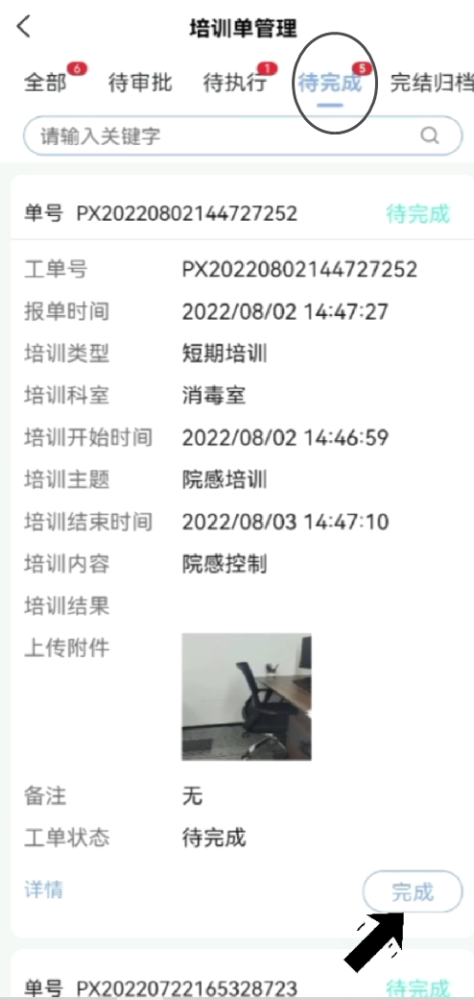 培训单管理
全部 6 待审批 待执行 1 待完成 5 完结归档
请输入关键字
单号 PX20220802144727252 待完成
工单号 PX20220802144727252
报单时间 2022/08/02 14:47:27
培训类型 短期培训
培训科室 消毒室
培训开始时间 2022/08/02 14:46:59
培训主题 院感培训
培训结束时间 2022/08/03 14:47:10
培训内容 院感控制
培训结果
上传附件
备注 无
工单状态 待完成
详情 完成
单号 PX20220722165328723 待完成